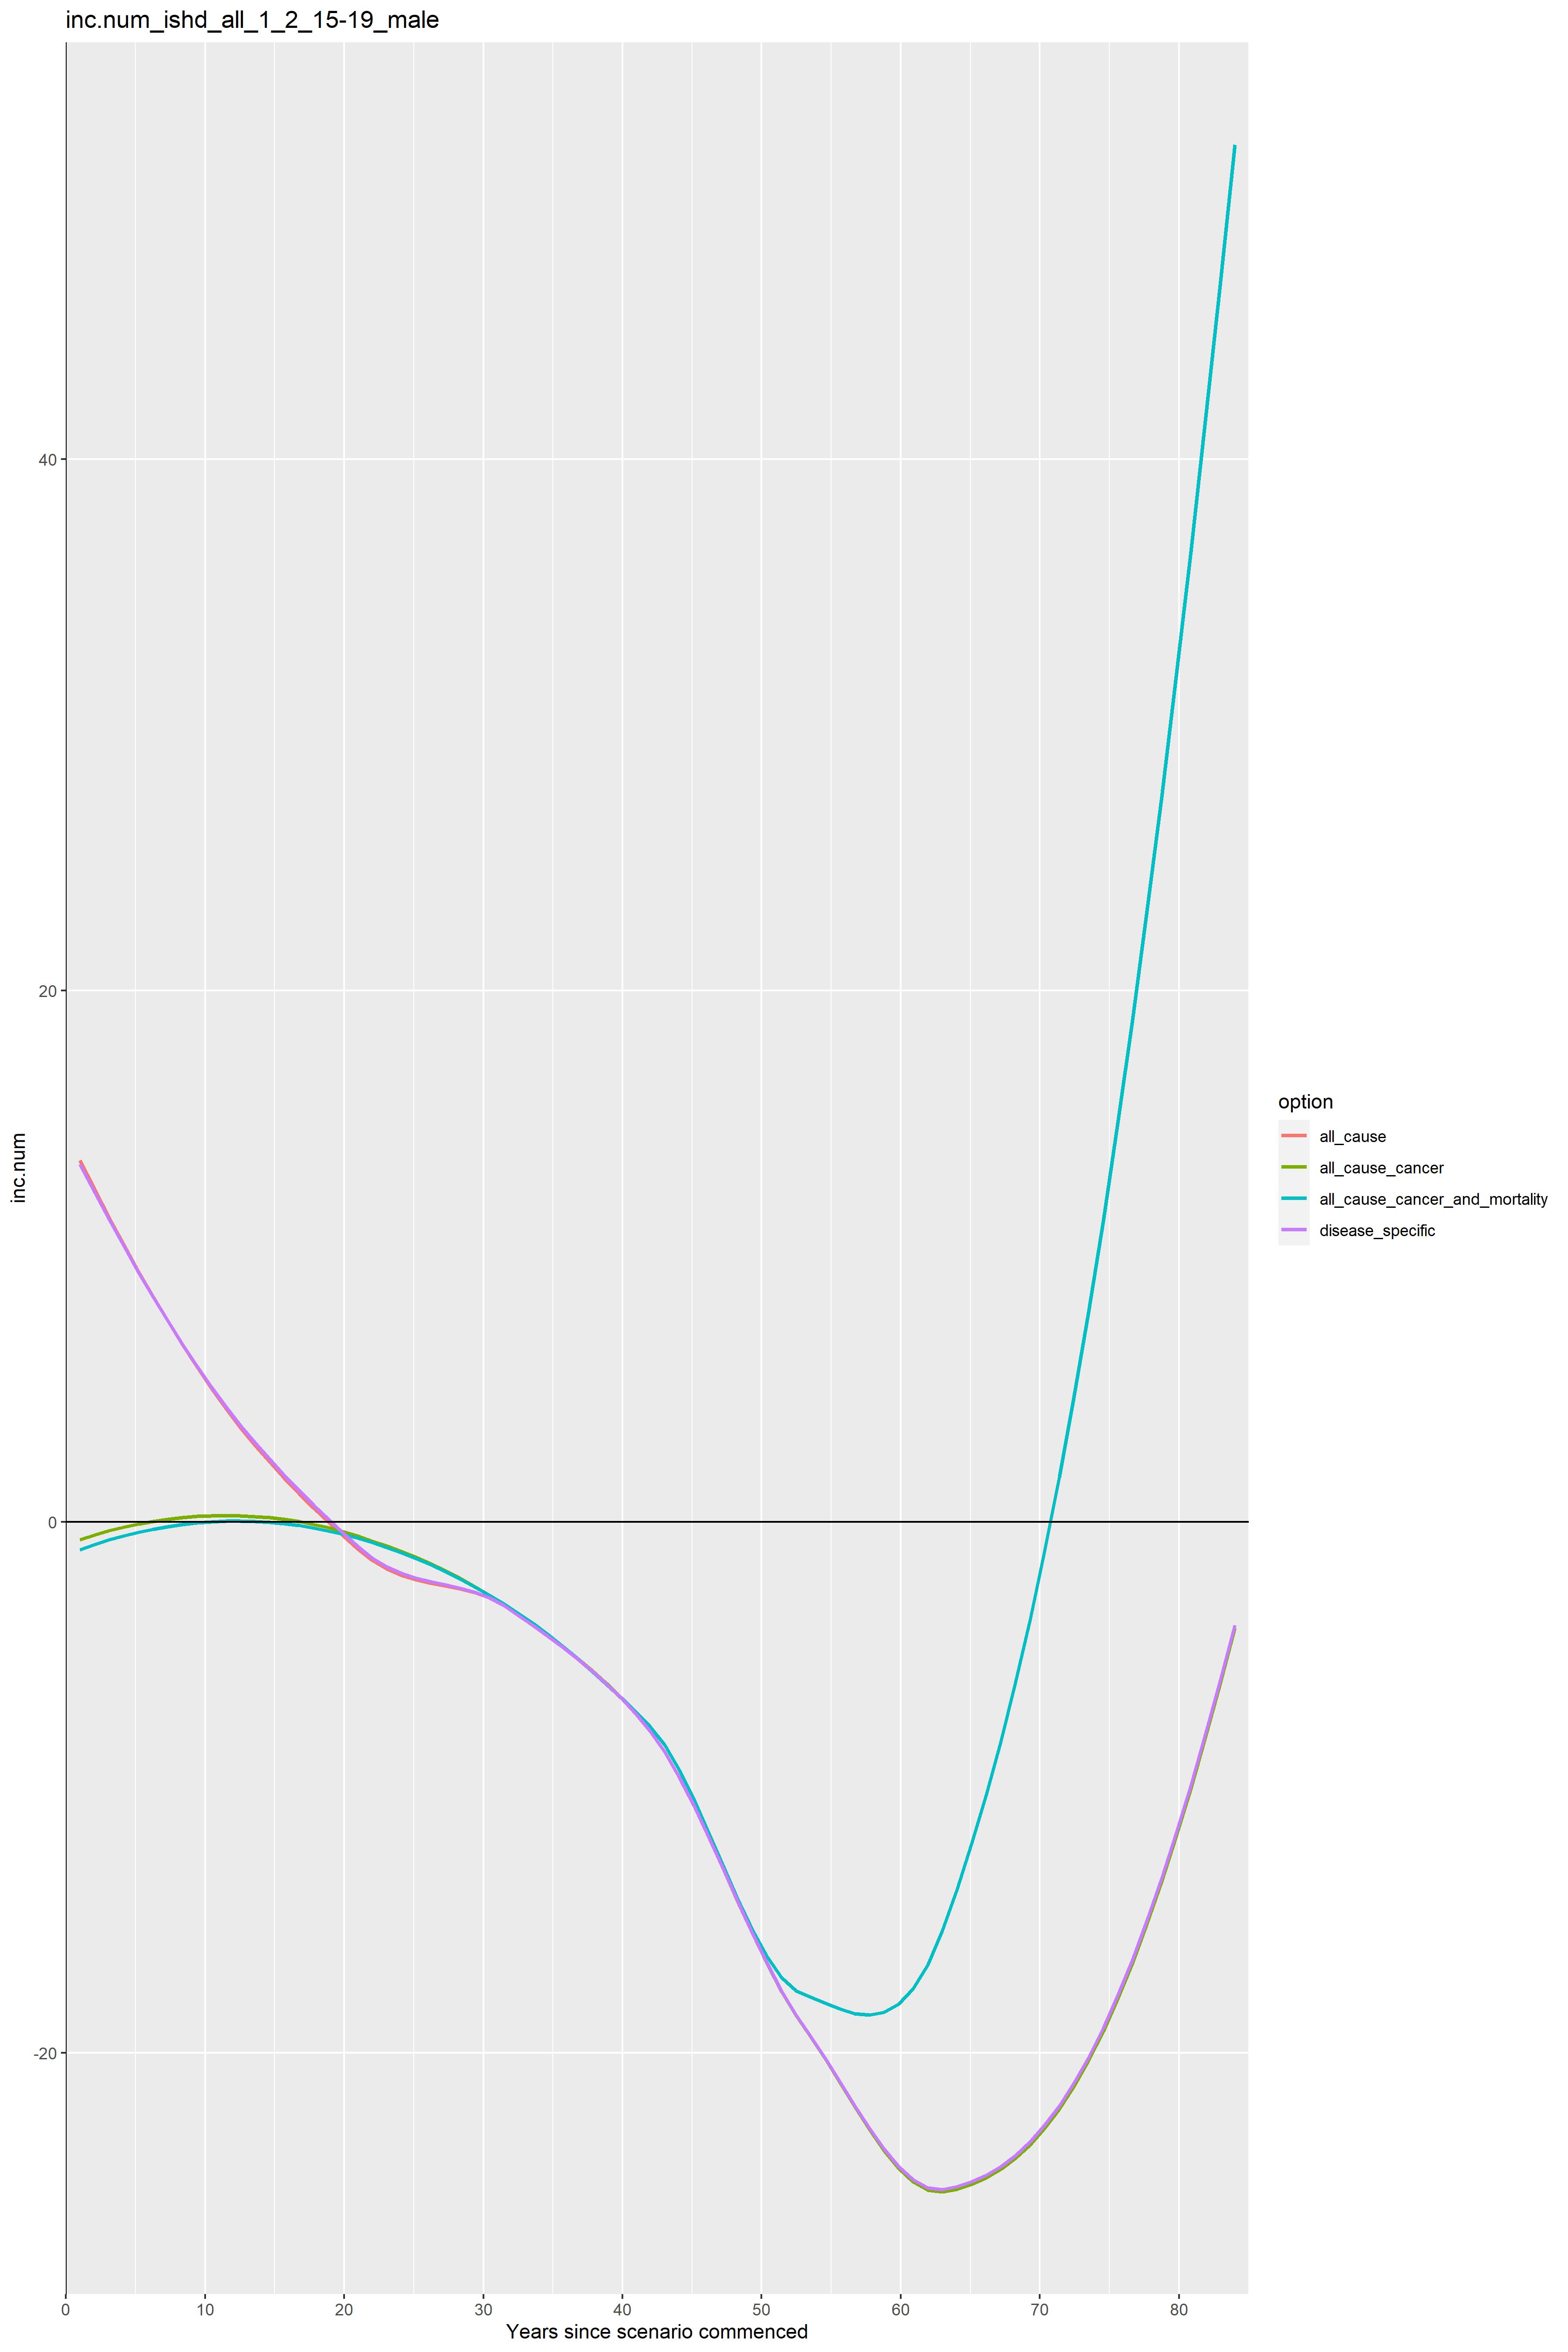 inc.num_ishd_all_1_2_15-19_male
40
20
0
-20
inc.num
0 10 20 30 40 50 60 70 80
Years since scenario commenced
option
all_cause
all_cause_cancer
all_cause_cancer_and_mortality
disease_specific